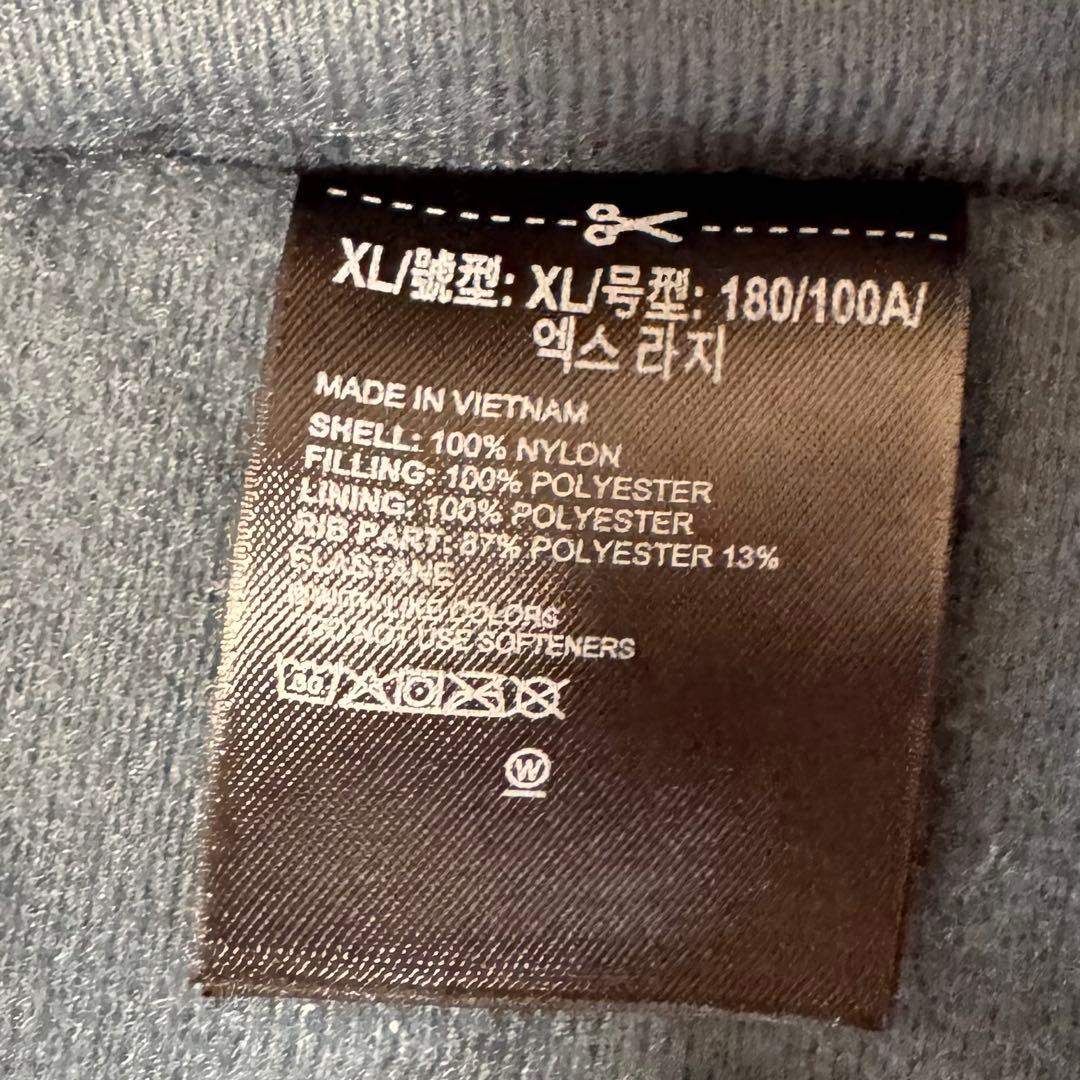 XL/號型: XL/号型: 180/100A/
엑스 라지
MADE IN VIETNAM
SHELL: 100% NYLON
FILLING: 100% POLYESTER
LINING: 100% POLYESTER
RIB PART: 87% POLYESTER 13%
ELASTANE
WITH LIKE COLORS
DO NOT USE SOFTENERS
W